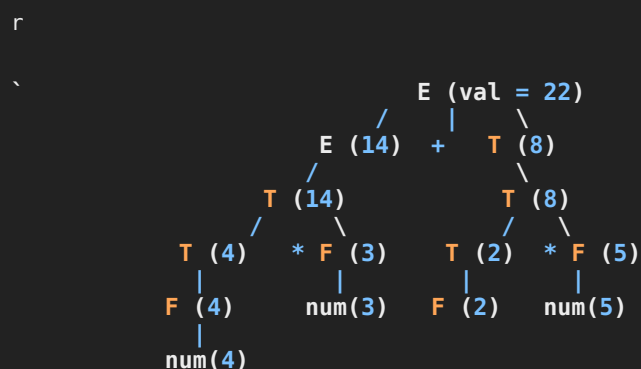 r
`                             E (val = 22)
                           /    |    \
                       E (14)  +   T (8)
                      /               \
                   T (14)           T (8)
                  /     \           /   \
             T (4)   * F (3)    T (2)  * F (5)
              |         |        |       |
            F (4)     num(3)   F (2)   num(5)
              |
            num(4)